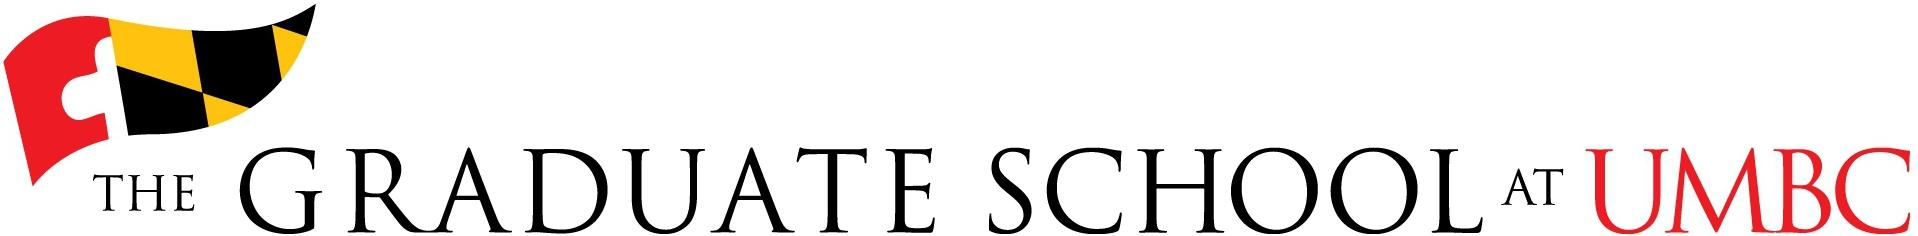 THE GRADUATE SCHOOL AT UMBC